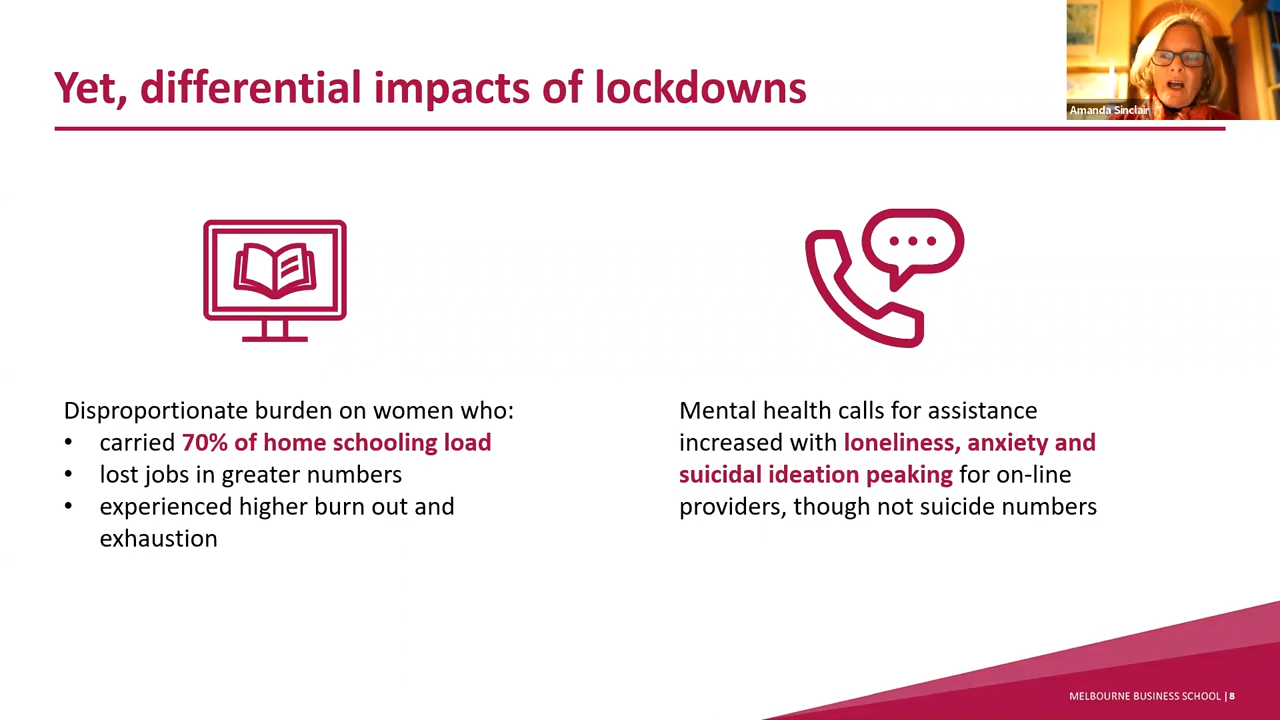 Yet, differential impacts of lockdowns
Amanda Sinclair
Disproportionate burden on women who:
• carried 70% of home schooling load
• lost jobs in greater numbers
• experienced higher burn out and
exhaustion
Mental health calls for assistance
increased with loneliness, anxiety and
suicidal ideation peaking for on-line
providers, though not suicide numbers
MELBOURNE BUSINESS SCHOOL | 8